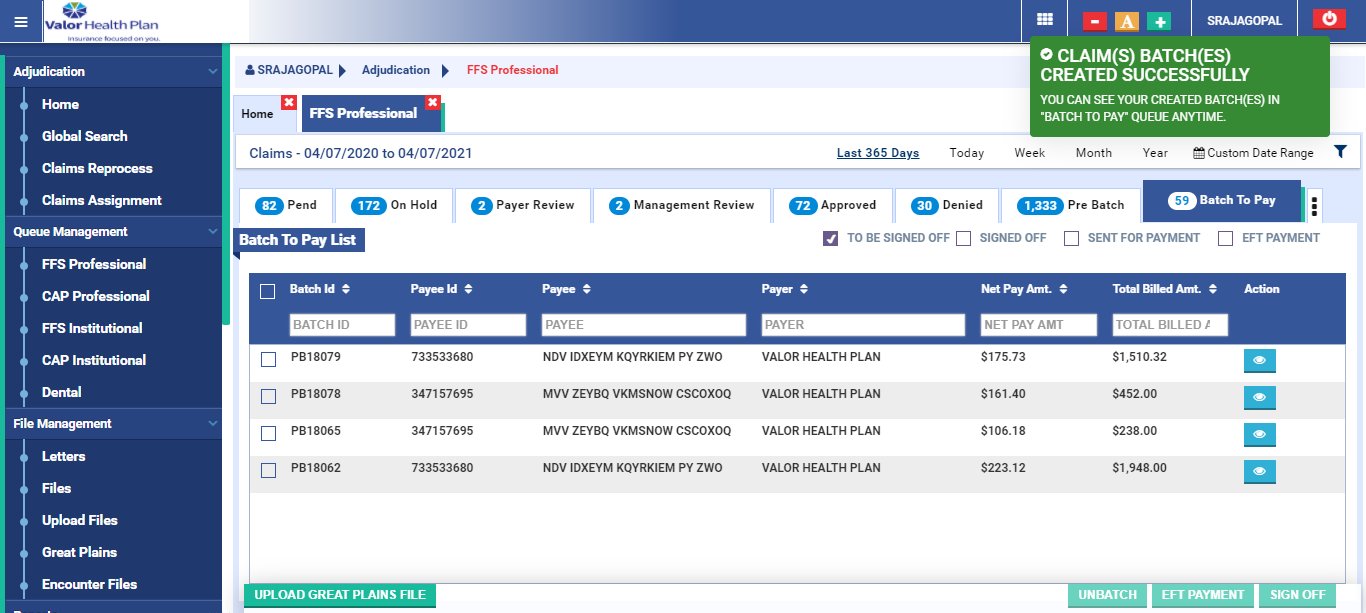 Valor Health Plan
Insurance focused on you.
A
SRAJAGOPAL
CLAIM(S) BATCH(ES)
CREATED SUCCESSFULLY
YOU CAN SEE YOUR CREATED BATCH(ES) IN
"BATCH TO PAY" QUEUE ANYTIME.
Adjudication
Home
Global Search
Claims Reprocess
Claims Assignment
Queue Management
FFS Professional
CAP Professional
FFS Institutional
CAP Institutional
Dental
File Management
Letters
Files
Upload Files
Great Plains
Encounter Files
SRAJAGOPAL Adjudication FFS Professional
Home FFS Professional
Claims - 04/07/2020 to 04/07/2021 Last 365 Days Today Week Month Year Custom Date Range
82 Pend 172 On Hold 2 Payer Review 2 Management Review 72 Approved 30 Denied 1,333 Pre Batch 59 Batch To Pay
Batch To Pay List TO BE SIGNED OFF SIGNED OFF SENT FOR PAYMENT EFT PAYMENT
Batch Id Payee Id Payee Payer Net Pay Amt. Total Billed Amt. Action
BATCH ID PAYEE ID PAYEE PAYER NET PAY AMT TOTAL BILLED
PB18079 733533680 NDV IDXEYM KQYRKIEM PY ZWO VALOR HEALTH PLAN $175.73 $1,510.32
PB18078 347157695 MVV ZEYBQ VKMSNOW CSCOXOQ VALOR HEALTH PLAN $161.40 $452.00
PB18065 347157695 MVV ZEYBQ VKMSNOW CSCOXOQ VALOR HEALTH PLAN $106.18 $238.00
PB18062 733533680 NDV IDXEYM KQYRKIEM PY ZWO VALOR HEALTH PLAN $223.12 $1,948.00
UPLOAD GREAT PLAINS FILE UNBATCH EFT PAYMENT SIGN OFF